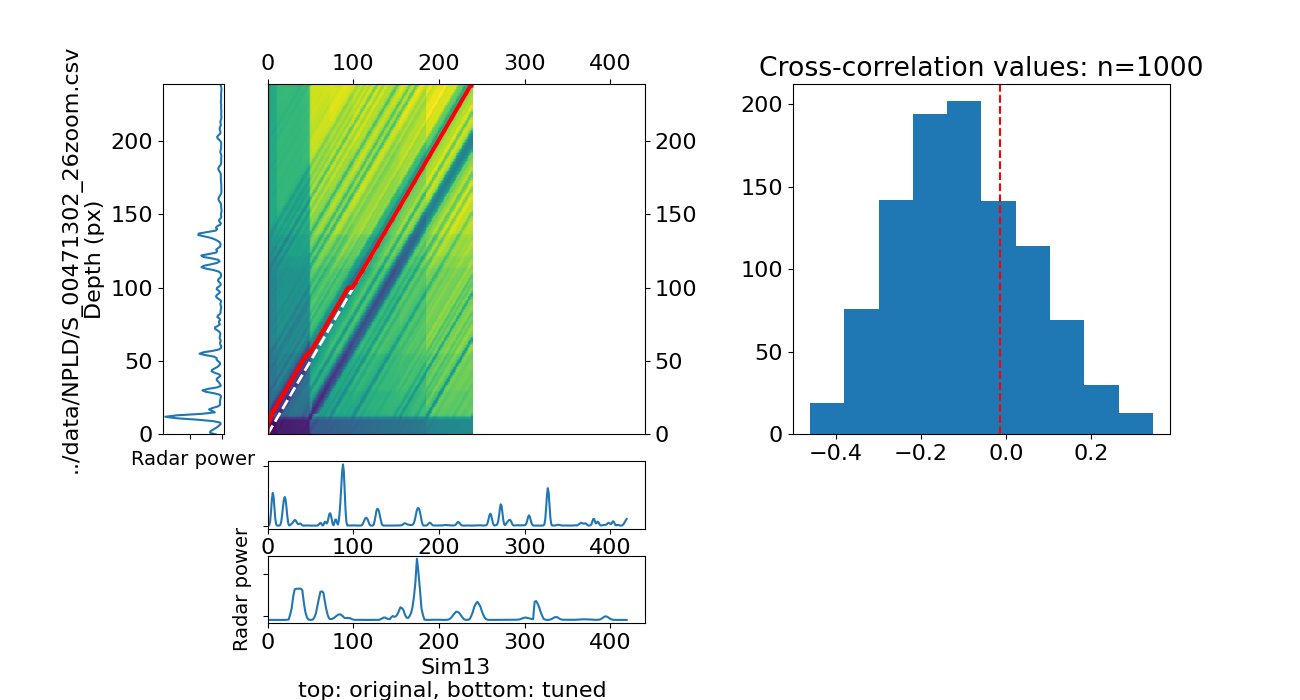 0 100 200 300 400
Cross-correlation values: n=1000
../data/NPLD/S_00471302_26zoom.csv
Depth (px)
200
150
100
50
0
200
150
100
50
0
200
150
100
50
0
−0.4 −0.2 0.0 0.2
Radar power
0 100 200 300 400
Radar power
0 100 200 300 400
Sim13
top: original, bottom: tuned